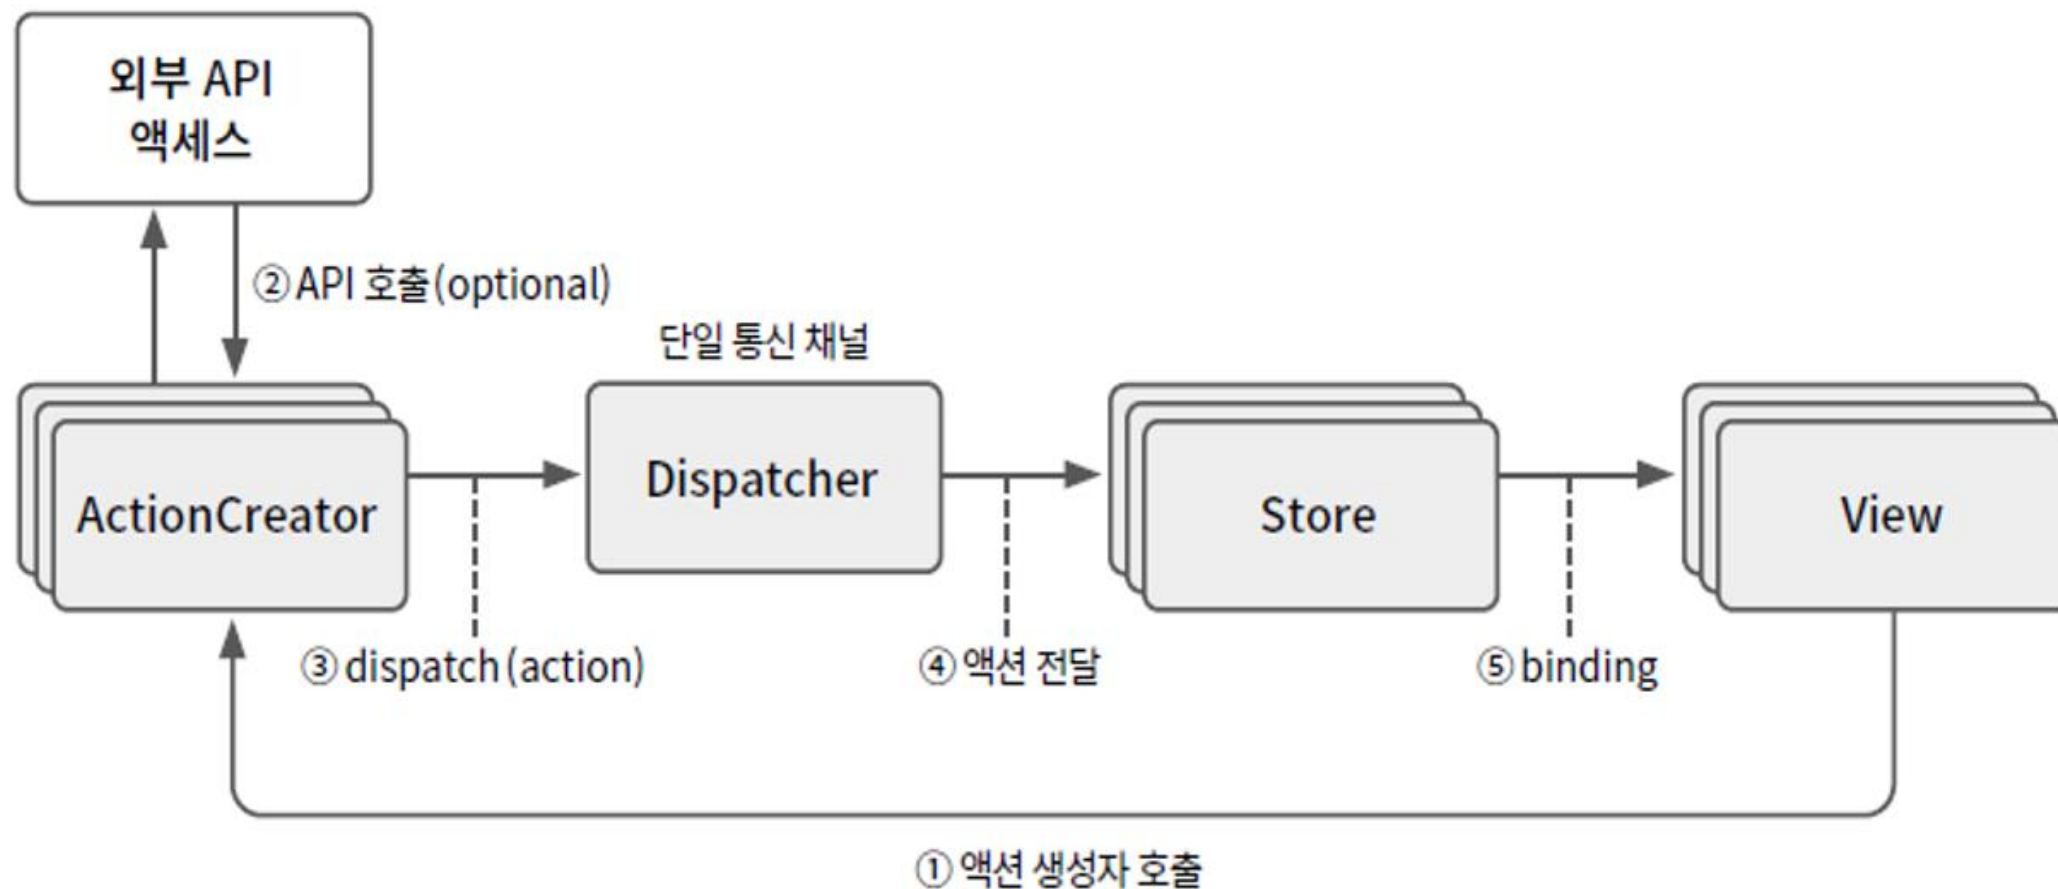 외부 API
액세스
② API 호출(optional)
단일 통신 채널
ActionCreator
Dispatcher
Store
View
③ dispatch(action)
④ 액션 전달
⑤ binding
① 액션 생성자 호출